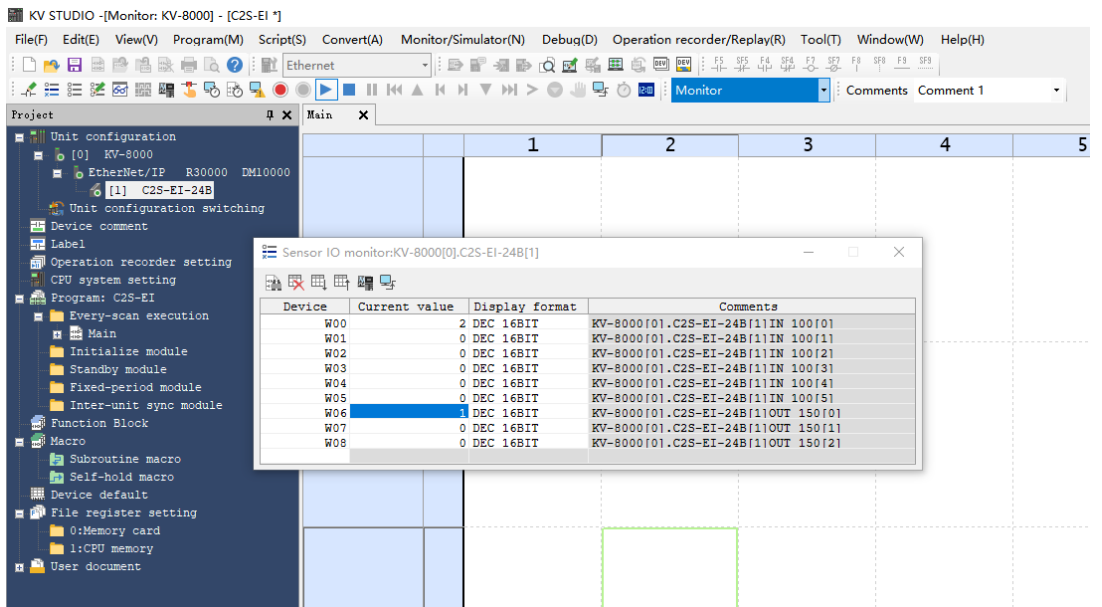 KV STUDIO -[Monitor: KV-8000] - [C2S-EI *]
File(F) Edit(E) View(V) Program(M) Script(S) Convert(A) Monitor/Simulator(N) Debug(D) Operation recorder/Replay(R) Tool(T) Window(W) Help(H)
Ethernet
F5 SF5 F4 SF4 F7 SF7 F8 SF8 F9 SF9
Monitor Comments Comment 1
Project Main
1 2 3 4 5
Unit configuration
[0] KV-8000
EtherNet/IP R30000 DM10000
[1] C2S-EI-24B
Unit configuration switching
Device comment
Label
Operation recorder setting
CPU system setting
Program: C2S-EI
Every-scan execution
Main
Initialize module
Standby module
Fixed-period module
Inter-unit sync module
Function Block
Macro
Subroutine macro
Self-hold macro
Device default
File register setting
0:Memory card
1:CPU memory
User document
Sensor IO monitor:KV-8000[0].C2S-EI-24B[1]
Device Current value Display format Comments
W00 2 DEC 16BIT KV-8000[0].C2S-EI-24B[1]IN 100[0]
W01 0 DEC 16BIT KV-8000[0].C2S-EI-24B[1]IN 100[1]
W02 0 DEC 16BIT KV-8000[0].C2S-EI-24B[1]IN 100[2]
W03 0 DEC 16BIT KV-8000[0].C2S-EI-24B[1]IN 100[3]
W04 0 DEC 16BIT KV-8000[0].C2S-EI-24B[1]IN 100[4]
W05 0 DEC 16BIT KV-8000[0].C2S-EI-24B[1]IN 100[5]
W06 1 DEC 16BIT KV-8000[0].C2S-EI-24B[1]OUT 150[0]
W07 0 DEC 16BIT KV-8000[0].C2S-EI-24B[1]OUT 150[1]
W08 0 DEC 16BIT KV-8000[0].C2S-EI-24B[1]OUT 150[2]